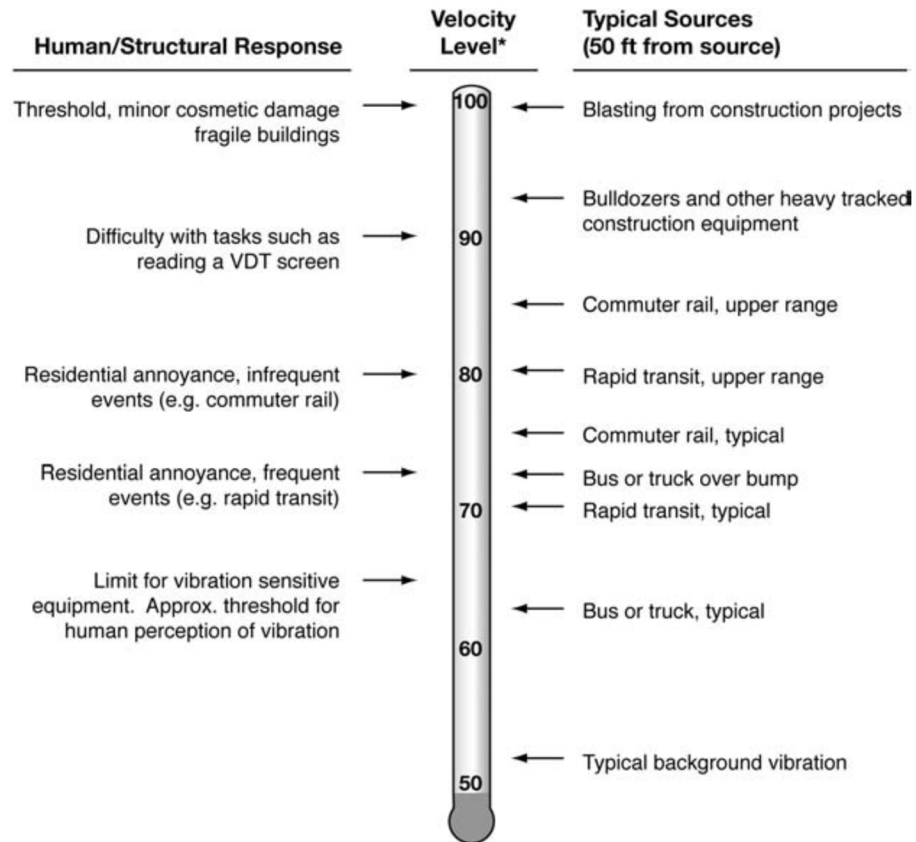 Human/Structural Response
Velocity
Level*
Typical Sources
(50 ft from source)
Threshold, minor cosmetic damage
fragile buildings
100
Blasting from construction projects
Bulldozers and other heavy tracked
construction equipment
Difficulty with tasks such as
reading a VDT screen
90
Commuter rail, upper range
Residential annoyance, infrequent
events (e.g. commuter rail)
80
Rapid transit, upper range
Commuter rail, typical
Residential annoyance, frequent
events (e.g. rapid transit)
Bus or truck over bump
70
Rapid transit, typical
Limit for vibration sensitive
equipment. Approx. threshold for
human perception of vibration
Bus or truck, typical
60
Typical background vibration
50